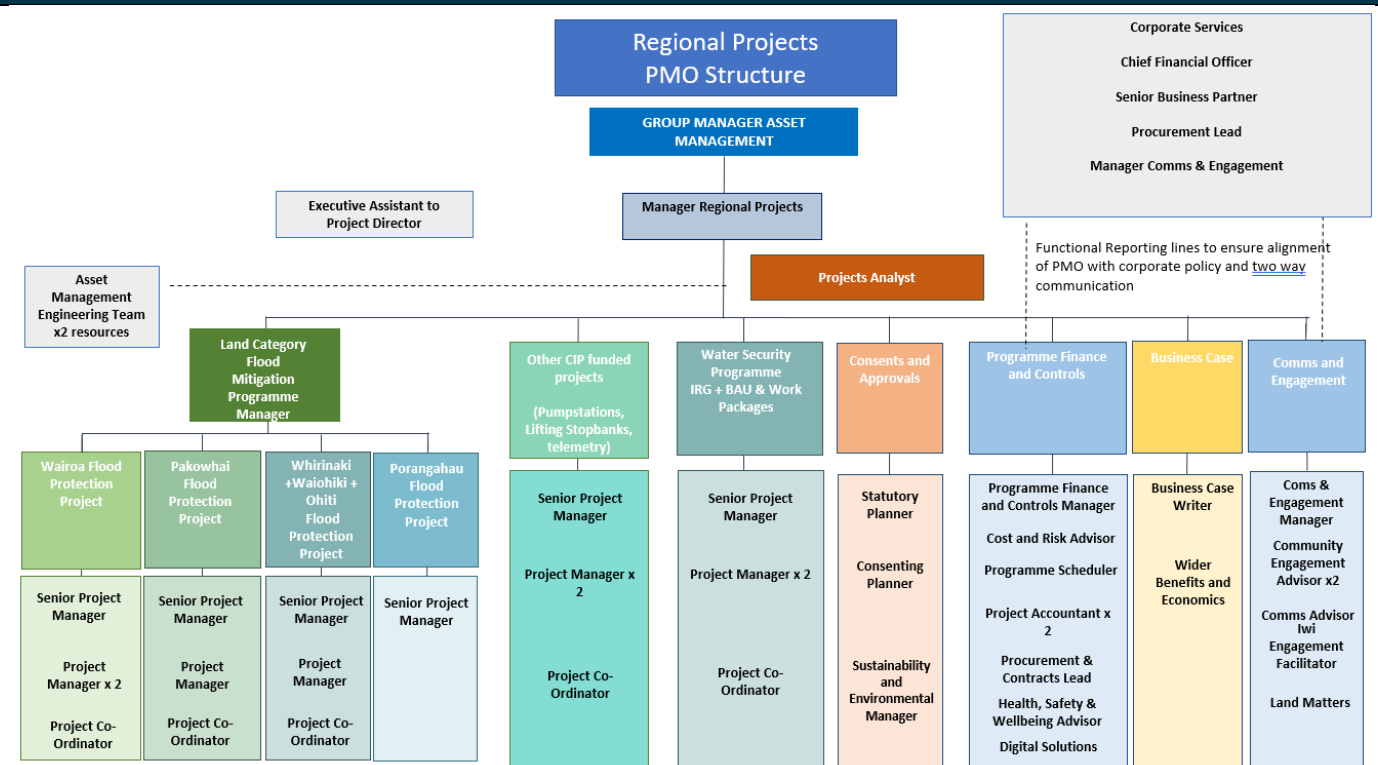 Regional Projects
PMO Structure
Corporate Services
Chief Financial Officer
Senior Business Partner
Procurement Lead
Manager Comms & Engagement
GROUP MANAGER ASSET
MANAGEMENT
Executive Assistant to
Project Director
Manager Regional Projects
Functional Reporting lines to ensure alignment
of PMO with corporate policy and two way
communication
Asset
Management
Engineering Team
x2 resources
Projects Analyst
Land Category
Flood
Mitigation
Programme
Manager
Other CIP funded
projects
(Pumpstations,
Lifting Stopbanks,
telemetry)
Water Security
Programme
IRG + BAU & Work
Packages
Consents and
Approvals
Programme Finance
and Controls
Business Case
Comms and
Engagement
Wairoa Flood
Protection
Project
Pakowhai
Flood
Protection
Project
Whirinaki
+Waiohiki +
Ohiti
Flood
Protection
Project
Porangahau
Flood
Protection
Project
Senior Project
Manager
Project
Manager x 2
Project Co-
Ordinator
Senior Project
Manager
Project
Manager
Project Co-
Ordinator
Senior Project
Manager
Project
Manager
Project Co-
Ordinator
Senior Project
Manager
Senior Project
Manager
Project Manager x
2
Project Co-
Ordinator
Senior Project
Manager
Project Manager x 2
Project Co-
Ordinator
Statutory
Planner
Consenting
Planner
Sustainability
and
Environmental
Manager
Programme Finance
and Controls Manager
Cost and Risk Advisor
Programme Scheduler
Project Accountant x
2
Procurement &
Contracts Lead
Health, Safety &
Wellbeing Advisor
Digital Solutions
Business Case
Writer
Wider
Benefits and
Economics
Coms &
Engagement
Manager
Community
Engagement
Advisor x2
Comms Advisor
Iwi
Engagement
Facilitator
Land Matters